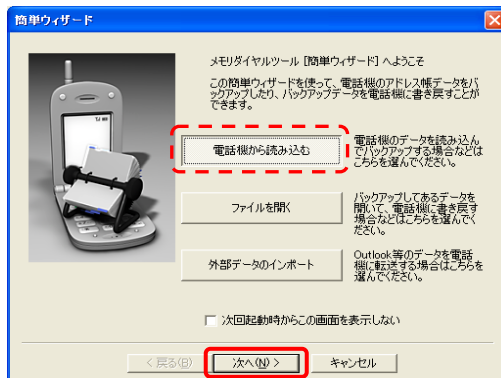 簡単ウィザード
メモリダイヤルツール [簡単ウィザード] へようこそ
この簡単ウィザードを使って、電話機のアドレス帳データをバ
ックアップしたり、バックアップデータを電話機に書き戻すことが
できます。
電話機から読み込む
電話機のデータを読み込ん
でバックアップする場合などは
こちらを選んでください。
ファイルを開く
バックアップしてあるデータを
開いて、電話機に書き戻す
場合などはこちらを選んでく
ださい。
外部データのインポート
Outlook等のデータを電話
機に転送する場合はこちらを
選んでください。
次回起動時からこの画面を表示しない
< 戻る(B)
次へ(N) >
キャンセル